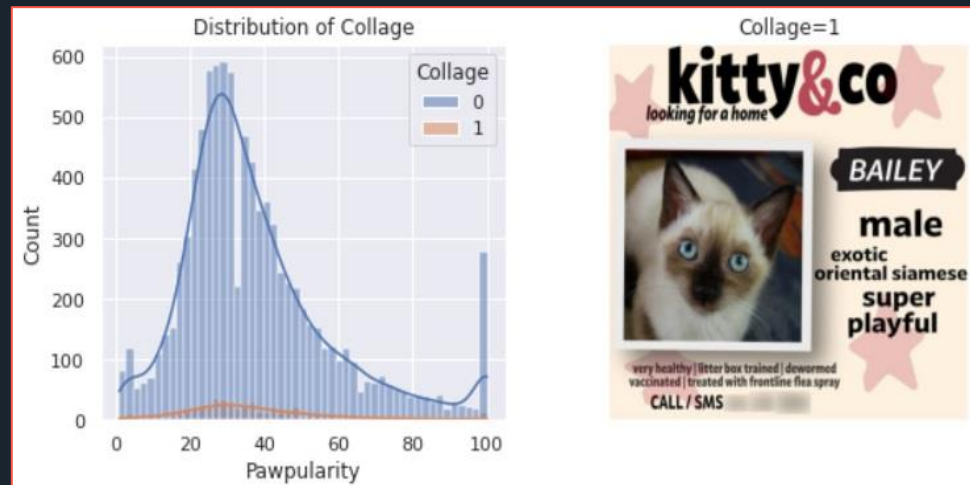 Distribution of Collage
600
500
400
300
200
100
0
Count
0
20
40
60
80
100
Pawpularity
Collage
0
1
Collage=1
kitty&co
looking for a home
BAILEY
male
exotic
oriental siamese
super
playful
very healthy | litter box trained | dewormed
vaccinated | treated with frontline flea spray
CALL / SMS